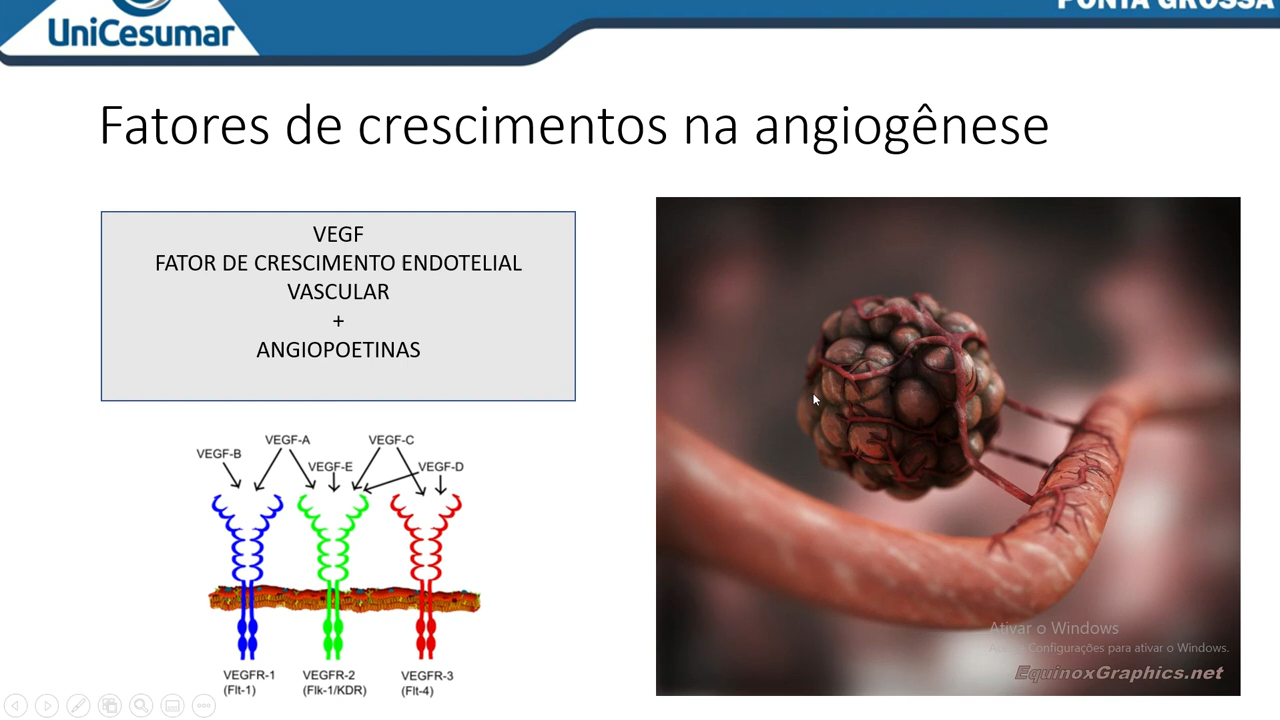 UniCesumar
PONTA GROSSA
Fatores de crescimentos na angiogênese
VEGF
FATOR DE CRESCIMENTO ENDOTELIAL
VASCULAR
+
ANGIOPOETINAS
VEGF-A
VEGF-C
VEGF-B
VEGF-E
VEGF-D
VEGFR-1
(Flt-1)
VEGFR-2
(Flk-1/KDR)
VEGFR-3
(Flt-4)
Ativar o Windows
Configurações para ativar o Windows.
EquinoxGraphics.net